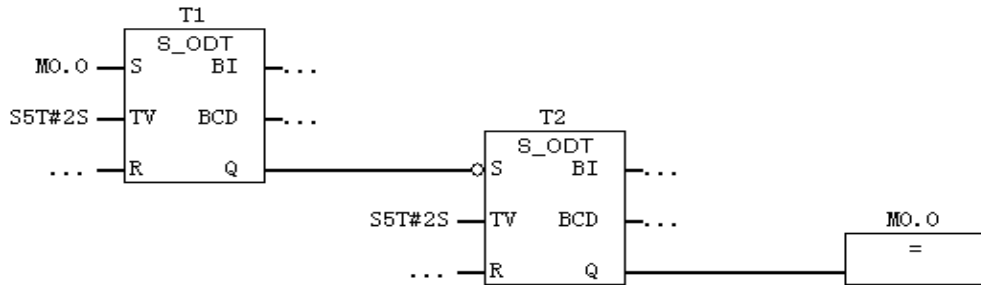 T1
S_ODT
M0.0 S BI ...
S5T#2S TV BCD ...
... R Q
T2
S_ODT
S BI ...
S5T#2S TV BCD ...
M0.0
=
... R Q